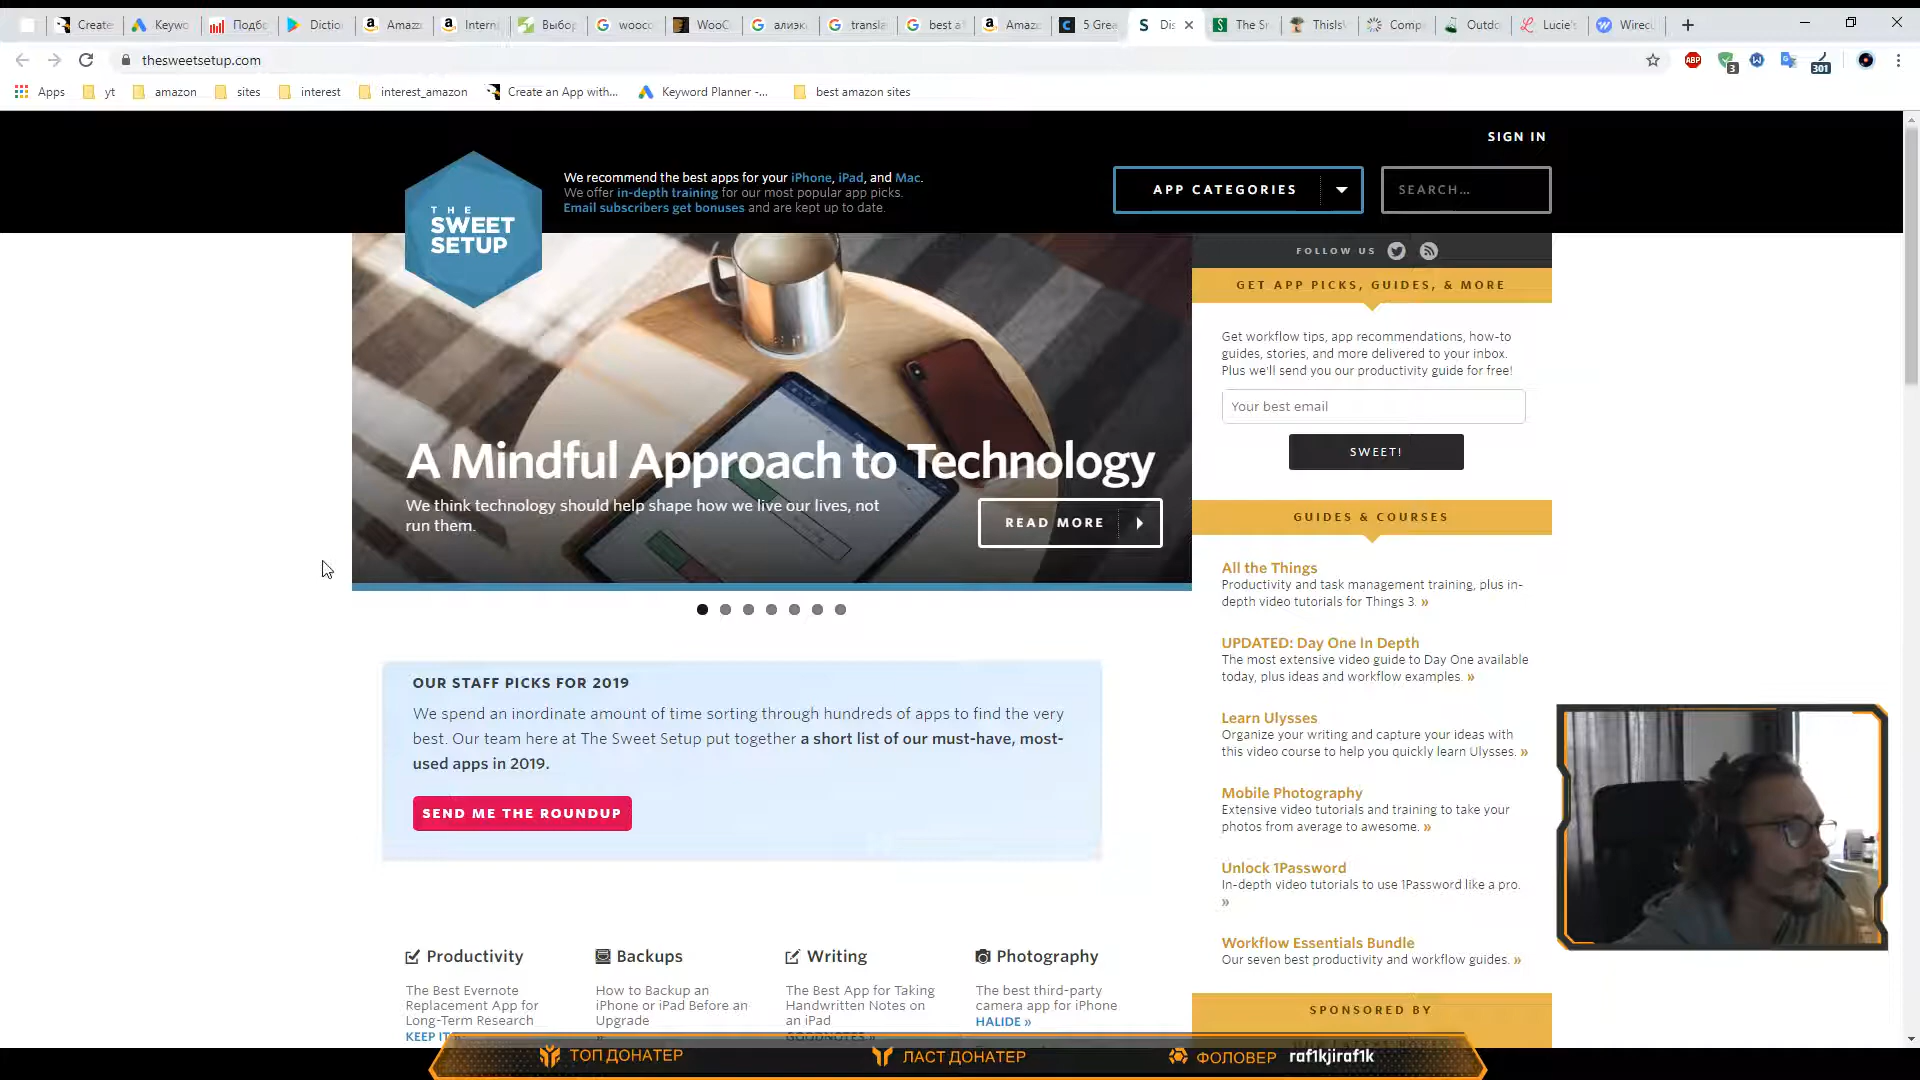 Create
Keywo
Подбо
Dictio
Amazo
Intern
Выбор
wooco
WooC
алиэкс
transla
best a
Amazo
5 Grea
Dis
The Sw
ThisIsW
Comp
Outdo
Lucie's
Wirecu
thesweetsetup.com
ABP
3
301
Apps
yt
amazon
sites
interest
interest_amazon
Create an App with...
Keyword Planner -...
best amazon sites
SIGN IN
THE
SWEET
SETUP
We recommend the best apps for your iPhone, iPad, and Mac.
We offer in-depth training for our most popular app picks.
Email subscribers get bonuses and are kept up to date.
APP CATEGORIES
SEARCH...
A Mindful Approach to Technology
We think technology should help shape how we live our lives, not
run them.
READ MORE
FOLLOW US
GET APP PICKS, GUIDES, & MORE
Get workflow tips, app recommendations, how-to
guides, stories, and more delivered to your inbox.
Plus we'll send you our productivity guide for free!
Your best email
SWEET!
GUIDES & COURSES
All the Things
Productivity and task management training, plus in-
depth video tutorials for Things 3. »
UPDATED: Day One In Depth
The most extensive video guide to Day One available
today, plus ideas and workflow examples. »
Learn Ulysses
Organize your writing and capture your ideas with
this video course to help you quickly learn Ulysses. »
Mobile Photography
Extensive video tutorials and training to take your
photos from average to awesome. »
Unlock 1Password
In-depth video tutorials to use 1Password like a pro.
»
Workflow Essentials Bundle
Our seven best productivity and workflow guides. »
SPONSORED BY
OUR STAFF PICKS FOR 2019
We spend an inordinate amount of time sorting through hundreds of apps to find the very
best. Our team here at The Sweet Setup put together a short list of our must-have, most-
used apps in 2019.
SEND ME THE ROUNDUP
Productivity
The Best Evernote
Replacement App for
Long-Term Research
KEEP IT
Backups
How to Backup an
iPhone or iPad Before an
Upgrade
Writing
The Best App for Taking
Handwritten Notes on
an iPad
GOODNOTES »
Photography
The best third-party
camera app for iPhone
HALIDE »
ТОП ДОНАТЕР
ЛАСТ ДОНАТЕР
ФОЛОВЕР raf1kjiraf1k